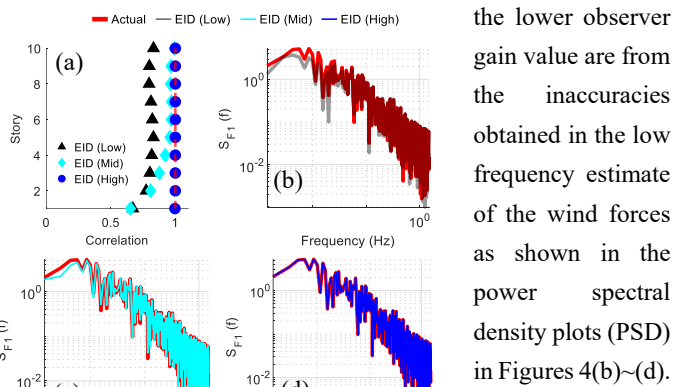 Actual EID (Low) EID (Mid) EID (High)
(a)
10
8
6
4
2
Story
EID (Low)
EID (Mid)
EID (High)
0 0.5 1
Correlation
S_F1 (f)
10^0
10^-2
(b)
10^0
Frequency (Hz)
S_F1 (f)
10^0
10^-2
S_F1 (f)
10^0
10^-2
(d)
the lower observer
gain value are from
the inaccuracies
obtained in the low
frequency estimate
of the wind forces
as shown in the
power spectral
density plots (PSD)
in Figures 4(b)~(d).